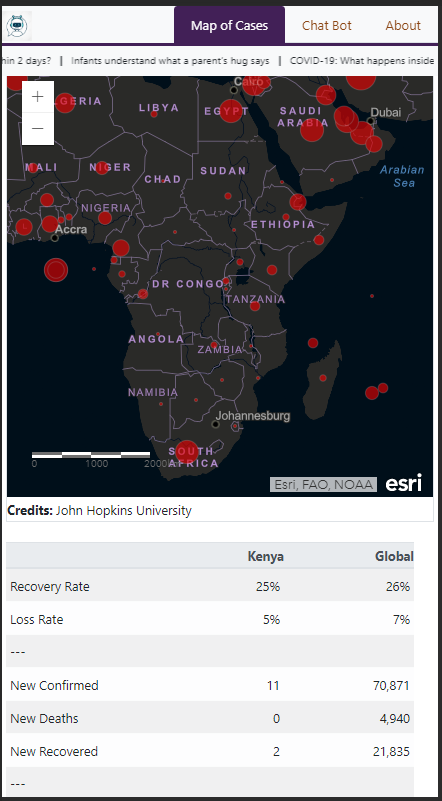 Map of Cases Chat Bot About
hin 2 days? | Infants understand what a parent's hug says | COVID-19: What happens inside
+
−
Cairo
GERIA
LIBYA
EGYPT
SAUDI
ARABIA
Dubai
MALI
NIGER
CHAD
SUDAN
Arabian
Sea
NIGERIA
Accra
ETHIOPIA
DR CONGO
TANZANIA
ANGOLA
ZAMBIA
NAMIBIA
Johannesburg
SOUTH
AFRICA
0 1000 2000
Esri, FAO, NOAA esri
Credits: John Hopkins University
Kenya Global
Recovery Rate 25% 26%
Loss Rate 5% 7%
---
New Confirmed 11 70,871
New Deaths 0 4,940
New Recovered 2 21,835
---